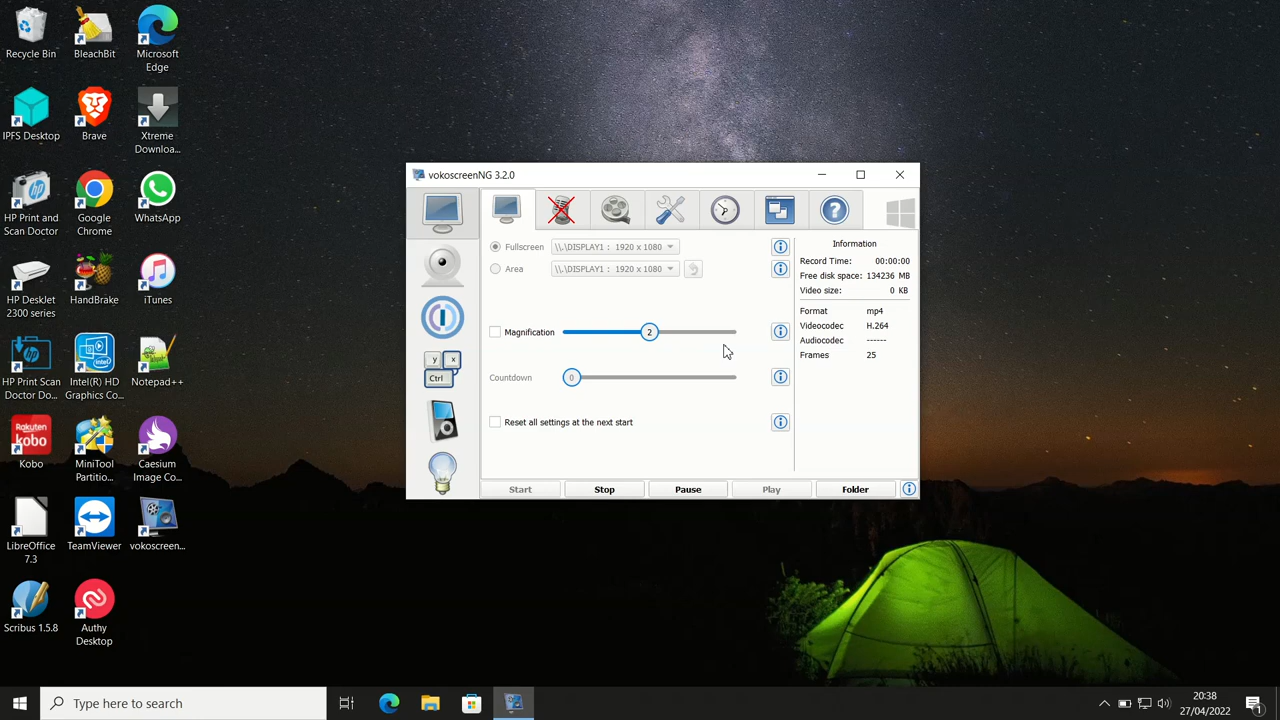 Recycle Bin
BleachBit
Microsoft
Edge
IPFS Desktop
Brave
Xtreme
Downloa...
HP Print and
Scan Doctor
Google
Chrome
WhatsApp
HP DeskJet
2300 series
HandBrake
iTunes
HP Print Scan
Doctor Do...
Intel(R) HD
Graphics Co...
Notepad++
Rakuten
kobo
Kobo
MiniTool
Partitio...
Caesium
Image Co...
LibreOffice
7.3
TeamViewer
vokoscreen...
Scribus 1.5.8
Authy
Desktop
vokoscreenNG 3.2.0
Fullscreen
\\.\DISPLAY1 : 1920 x 1080
Area
\\.\DISPLAY1 : 1920 x 1080
Magnification
2
Countdown
0
Reset all settings at the next start
y
x
Ctrl
Information
Record Time: 00:00:00
Free disk space: 134236 MB
Video size: 0 KB
Format mp4
Videocodec H.264
Audiocodec ------
Frames 25
Start
Stop
Pause
Play
Folder
Type here to search
20:38
27/04/2022
1